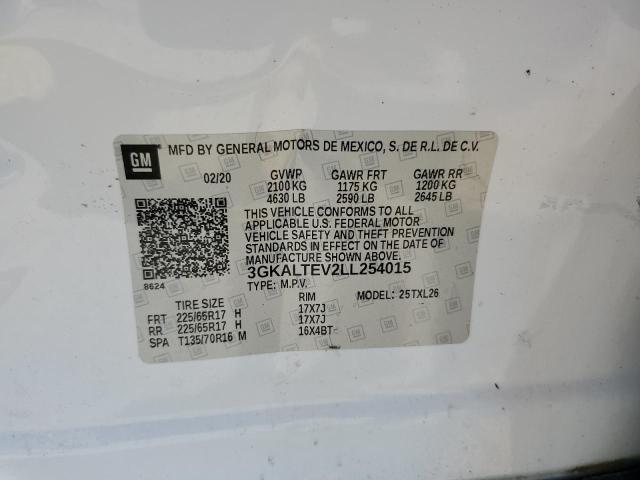 GM
MFD BY GENERAL MOTORS DE MEXICO, S. DE R.L. DE C.V.
02/20 GVWP GAWR FRT GAWR RR
2100 KG 1175 KG 1200 KG
4630 LB 2590 LB 2645 LB
THIS VEHICLE CONFORMS TO ALL
APPLICABLE U.S. FEDERAL MOTOR
VEHICLE SAFETY AND THEFT PREVENTION
STANDARDS IN EFFECT ON THE DATE OF
MANUFACTURE SHOWN ABOVE.
3GKALTEV2LL254015
8624 TYPE: M.P.V.
TIRE SIZE RIM MODEL: 25TXL26
FRT 225/65R17 H 17X7J
RR 225/65R17 H 17X7J
SPA T135/70R16 M 16X4BT